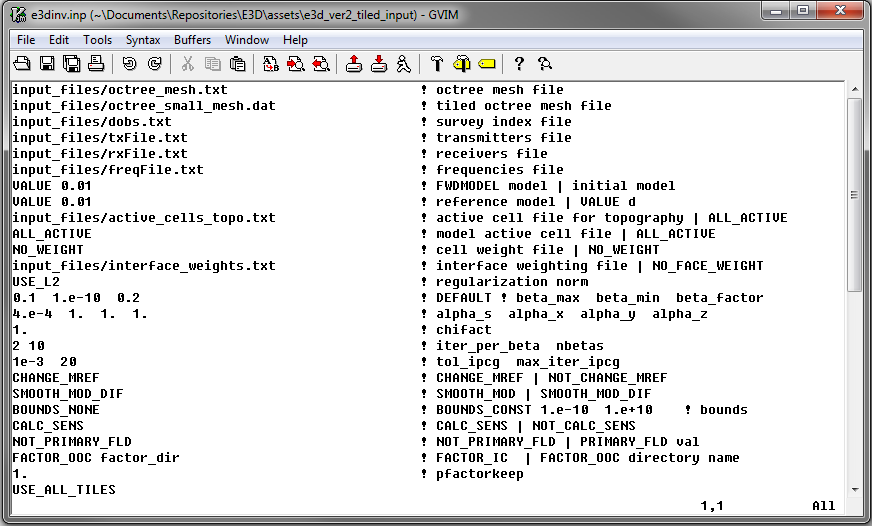 e3dinv.inp (~\Documents\Repositories\E3D\assets\e3d_ver2_tiled_input) - GVIM
File Edit Tools Syntax Buffers Window Help
input_files/octree_mesh.txt ! octree mesh file
input_files/octree_small_mesh.dat ! tiled octree mesh file
input_files/dobs.txt ! survey index file
input_files/txFile.txt ! transmitters file
input_files/rxFile.txt ! receivers file
input_files/freqFile.txt ! frequencies file
VALUE 0.01 ! FWDMODEL model | initial model
VALUE 0.01 ! reference model | VALUE d
input_files/active_cells_topo.txt ! active cell file for topography | ALL_ACTIVE
ALL_ACTIVE ! model active cell file | ALL_ACTIVE
NO_WEIGHT ! cell weight file | NO_WEIGHT
input_files/interface_weights.txt ! interface weighting file | NO_FACE_WEIGHT
USE_L2 ! regularization norm
0.1 1.e-10 0.2 ! DEFAULT ! beta_max beta_min beta_factor
4.e-4 1. 1. 1. ! alpha_s alpha_x alpha_y alpha_z
1. ! chifact
2 10 ! iter_per_beta nbetas
1e-3 20 ! tol_ipcg max_iter_ipcg
CHANGE_MREF ! CHANGE_MREF | NOT_CHANGE_MREF
SMOOTH_MOD_DIF ! SMOOTH_MOD | SMOOTH_MOD_DIF
BOUNDS_NONE ! BOUNDS_CONST 1.e-10 1.e+10 ! bounds
CALC_SENS ! CALC_SENS | NOT_CALC_SENS
NOT_PRIMARY_FLD ! NOT_PRIMARY_FLD | PRIMARY_FLD val
FACTOR_OOC factor_dir ! FACTOR_IC | FACTOR_OOC directory name
1. ! pfactorkeep
USE_ALL_TILES
1,1 All